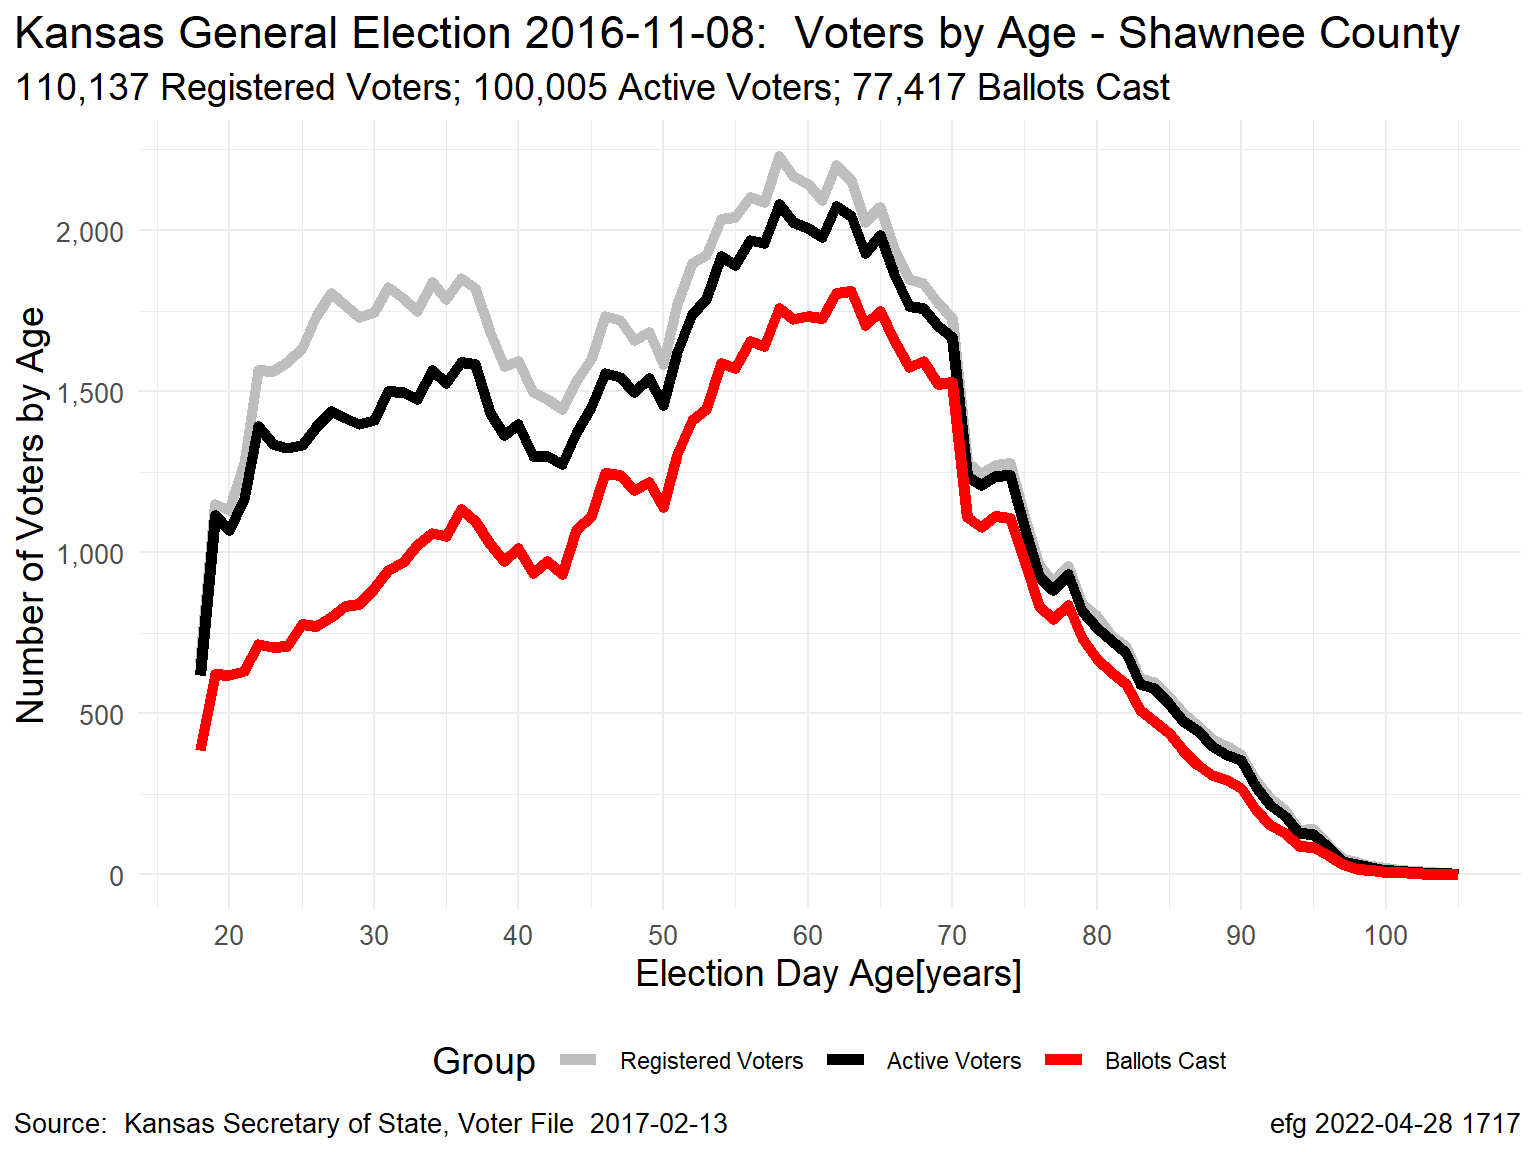 Kansas General Election 2016-11-08:  Voters by Age - Shawnee County
110,137 Registered Voters; 100,005 Active Voters; 77,417 Ballots Cast
Number of Voters by Age
2,000
1,500
1,000
500
0
20 30 40 50 60 70 80 90 100
Election Day Age[years]
Group Registered Voters Active Voters Ballots Cast
Source:  Kansas Secretary of State, Voter File  2017-02-13
efg 2022-04-28 1717